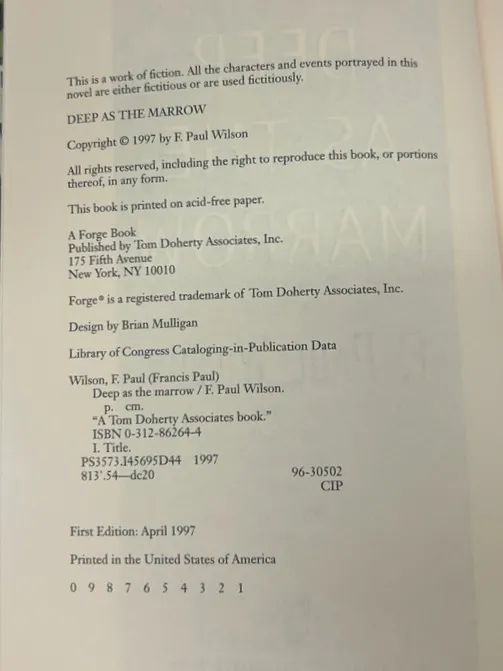 This is a work of fiction. All the characters and events portrayed in this
novel are either fictitious or are used fictitiously.
DEEP AS THE MARROW
Copyright © 1997 by F. Paul Wilson
All rights reserved, including the right to reproduce this book, or portions
thereof, in any form.
This book is printed on acid-free paper.
A Forge Book
Published by Tom Doherty Associates, Inc.
175 Fifth Avenue
New York, NY 10010
Forge® is a registered trademark of Tom Doherty Associates, Inc.
Design by Brian Mulligan
Library of Congress Cataloging-in-Publication Data
Wilson, F. Paul (Francis Paul)
Deep as the marrow / F. Paul Wilson.
p. cm.
“A Tom Doherty Associates book.”
ISBN 0-312-86264-4
I. Title.
PS3573.I45695D44 1997
813'.54—dc20 96-30502
CIP
First Edition: April 1997
Printed in the United States of America
0 9 8 7 6 5 4 3 2 1